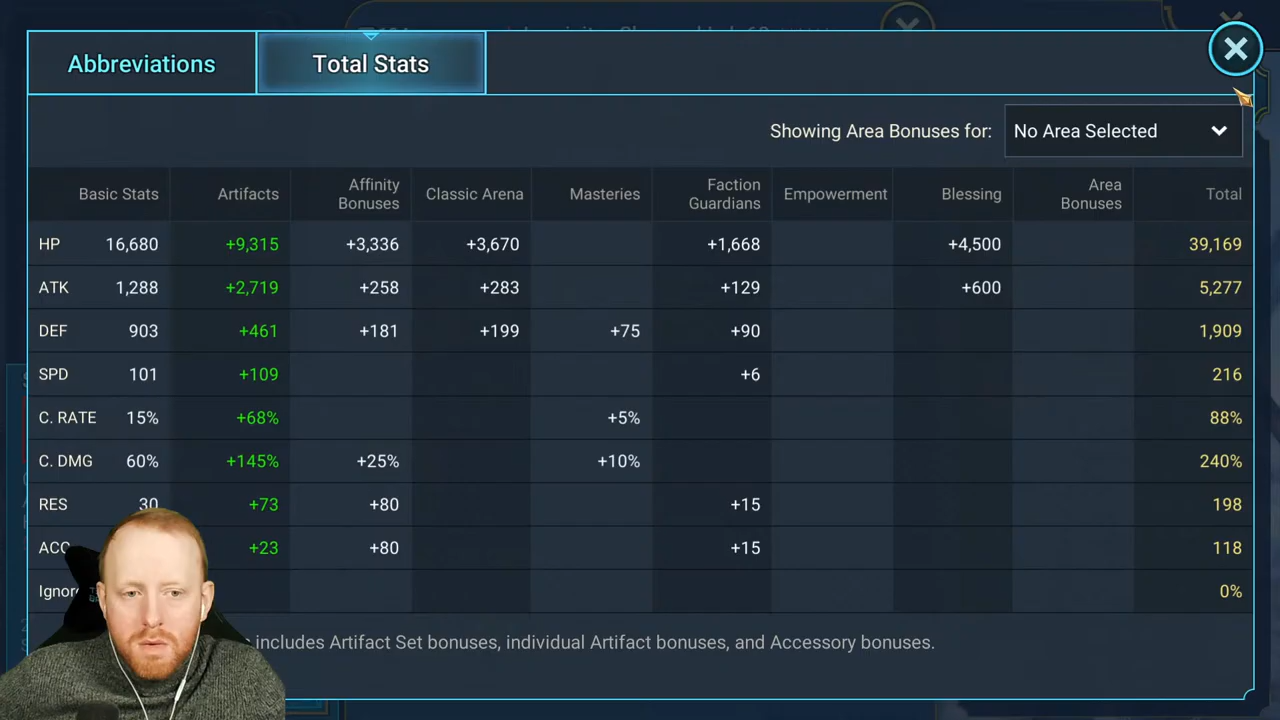 Abbreviations
Total Stats
Showing Area Bonuses for:
No Area Selected
Basic Stats Artifacts Affinity Bonuses Classic Arena Masteries Faction Guardians Empowerment Blessing Area Bonuses Total
HP 16,680 +9,315 +3,336 +3,670 +1,668 +4,500 39,169
ATK 1,288 +2,719 +258 +283 +129 +600 5,277
DEF 903 +461 +181 +199 +75 +90 1,909
SPD 101 +109 +6 216
C. RATE 15% +68% +5% 88%
C. DMG 60% +145% +25% +10% 240%
RES 30 +73 +80 +15 198
ACC +23 +80 +15 118
0%
includes Artifact Set bonuses, individual Artifact bonuses, and Accessory bonuses.